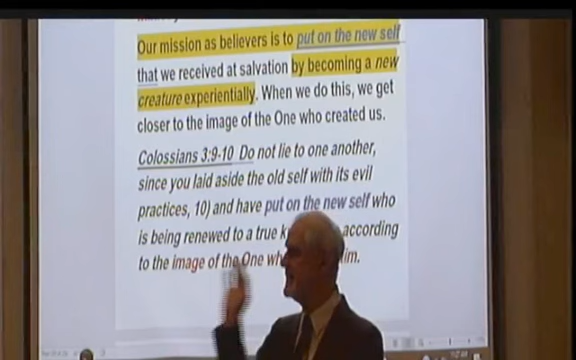 Our mission as believers is to put on the new self
that we received at salvation by becoming a new
creature experientially. When we do this, we get
closer to the image of the One who created us.
Colossians 3:9-10 Do not lie to one another,
since you laid aside the old self with its evil
practices, 10) and have put on the new self who
is being renewed to a true according
to the image of the One